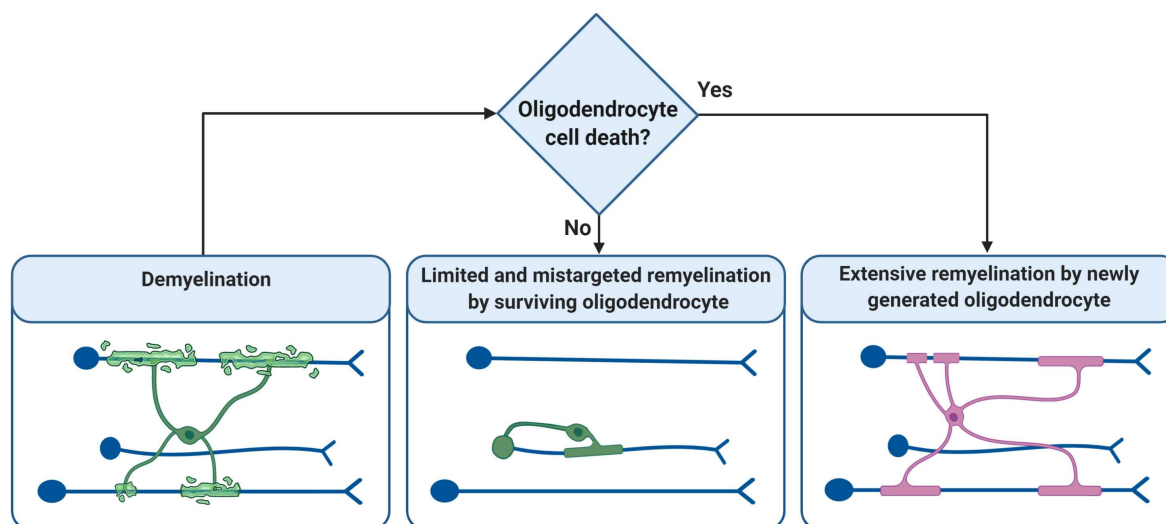 Oligodendrocyte
cell death?
Yes
No
Demyelination
Limited and mistargeted remyelination
by surviving oligodendrocyte
Extensive remyelination by newly
generated oligodendrocyte